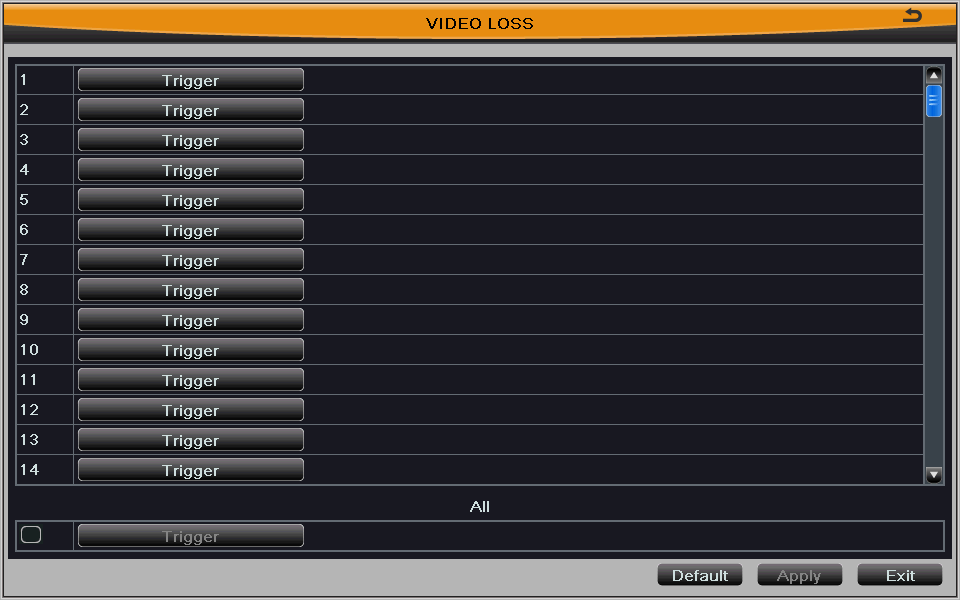 VIDEO LOSS
1 Trigger
2 Trigger
3 Trigger
4 Trigger
5 Trigger
6 Trigger
7 Trigger
8 Trigger
9 Trigger
10 Trigger
11 Trigger
12 Trigger
13 Trigger
14 Trigger
All
Trigger
Default Apply Exit